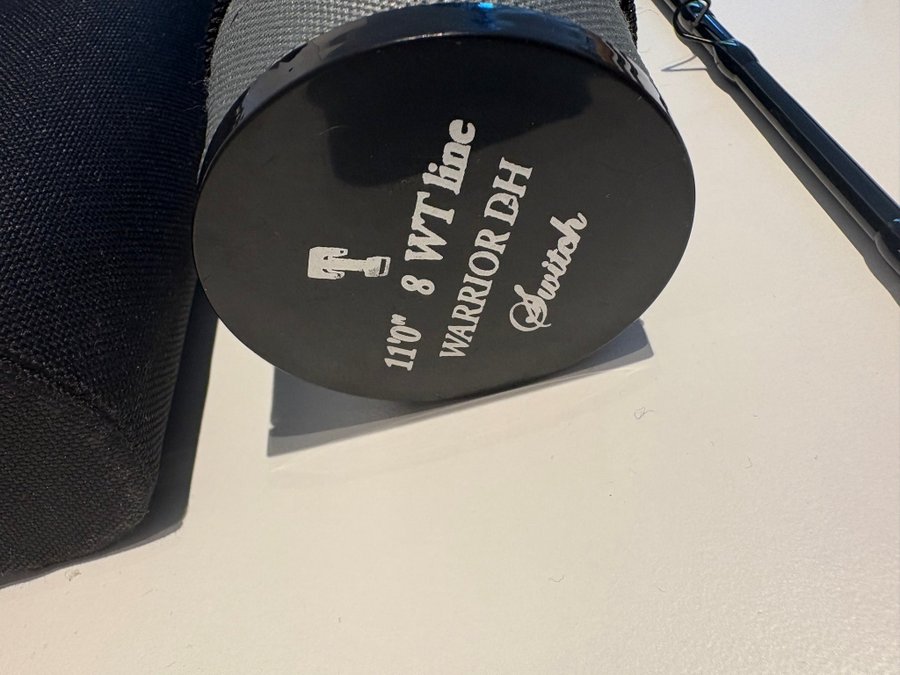 T
11'0" 8 WT line
WARRIOR DH
Switch